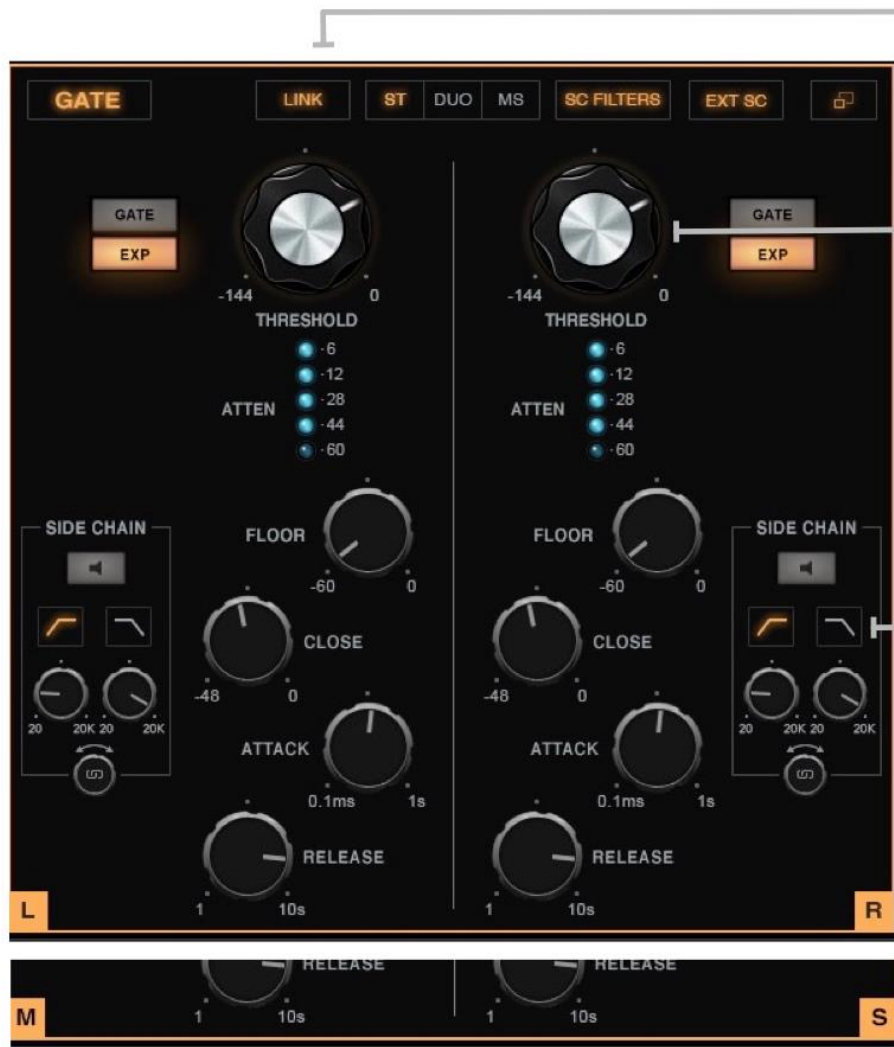 GATE LINK ST DUO MS SC FILTERS EXT SC
GATE GATE
EXP EXP
-144 0 -144 0
THRESHOLD THRESHOLD
-6 -6
-12 -12
ATTEN -28 ATTEN -28
-44 -44
-60 -60
SIDE CHAIN FLOOR FLOOR SIDE CHAIN
-60 0 -60 0
CLOSE CLOSE
-48 0 -48 0
20 20K 20 20K 20 20K 20 20K
ATTACK ATTACK
0.1ms 1s 0.1ms 1s
RELEASE RELEASE
L 1 10s 1 10s R
RELEASE RELEASE
M 1 10s 1 10s S